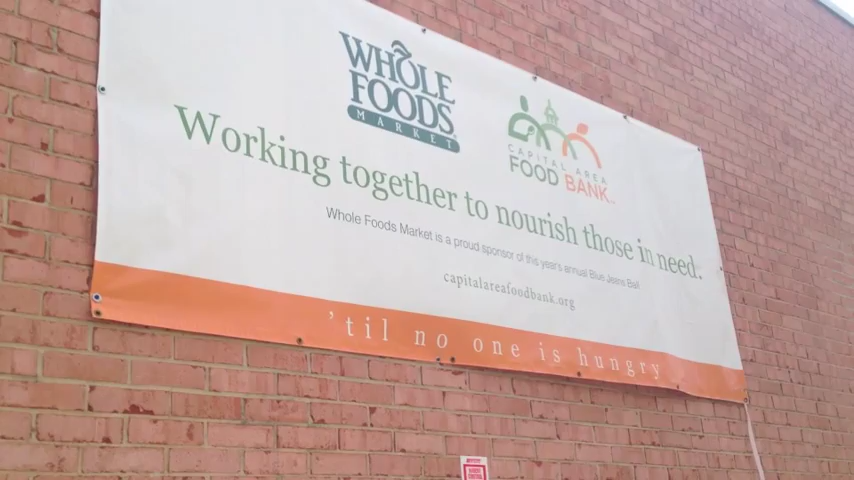 WHOLE
FOODS
MARKET
CAPITAL AREA
FOOD BANK
Working together to nourish those in need.
Whole Foods Market is a proud sponsor of this year's annual Blue Jeans Ball
capitalareafoodbank.org
'til no one is hungry